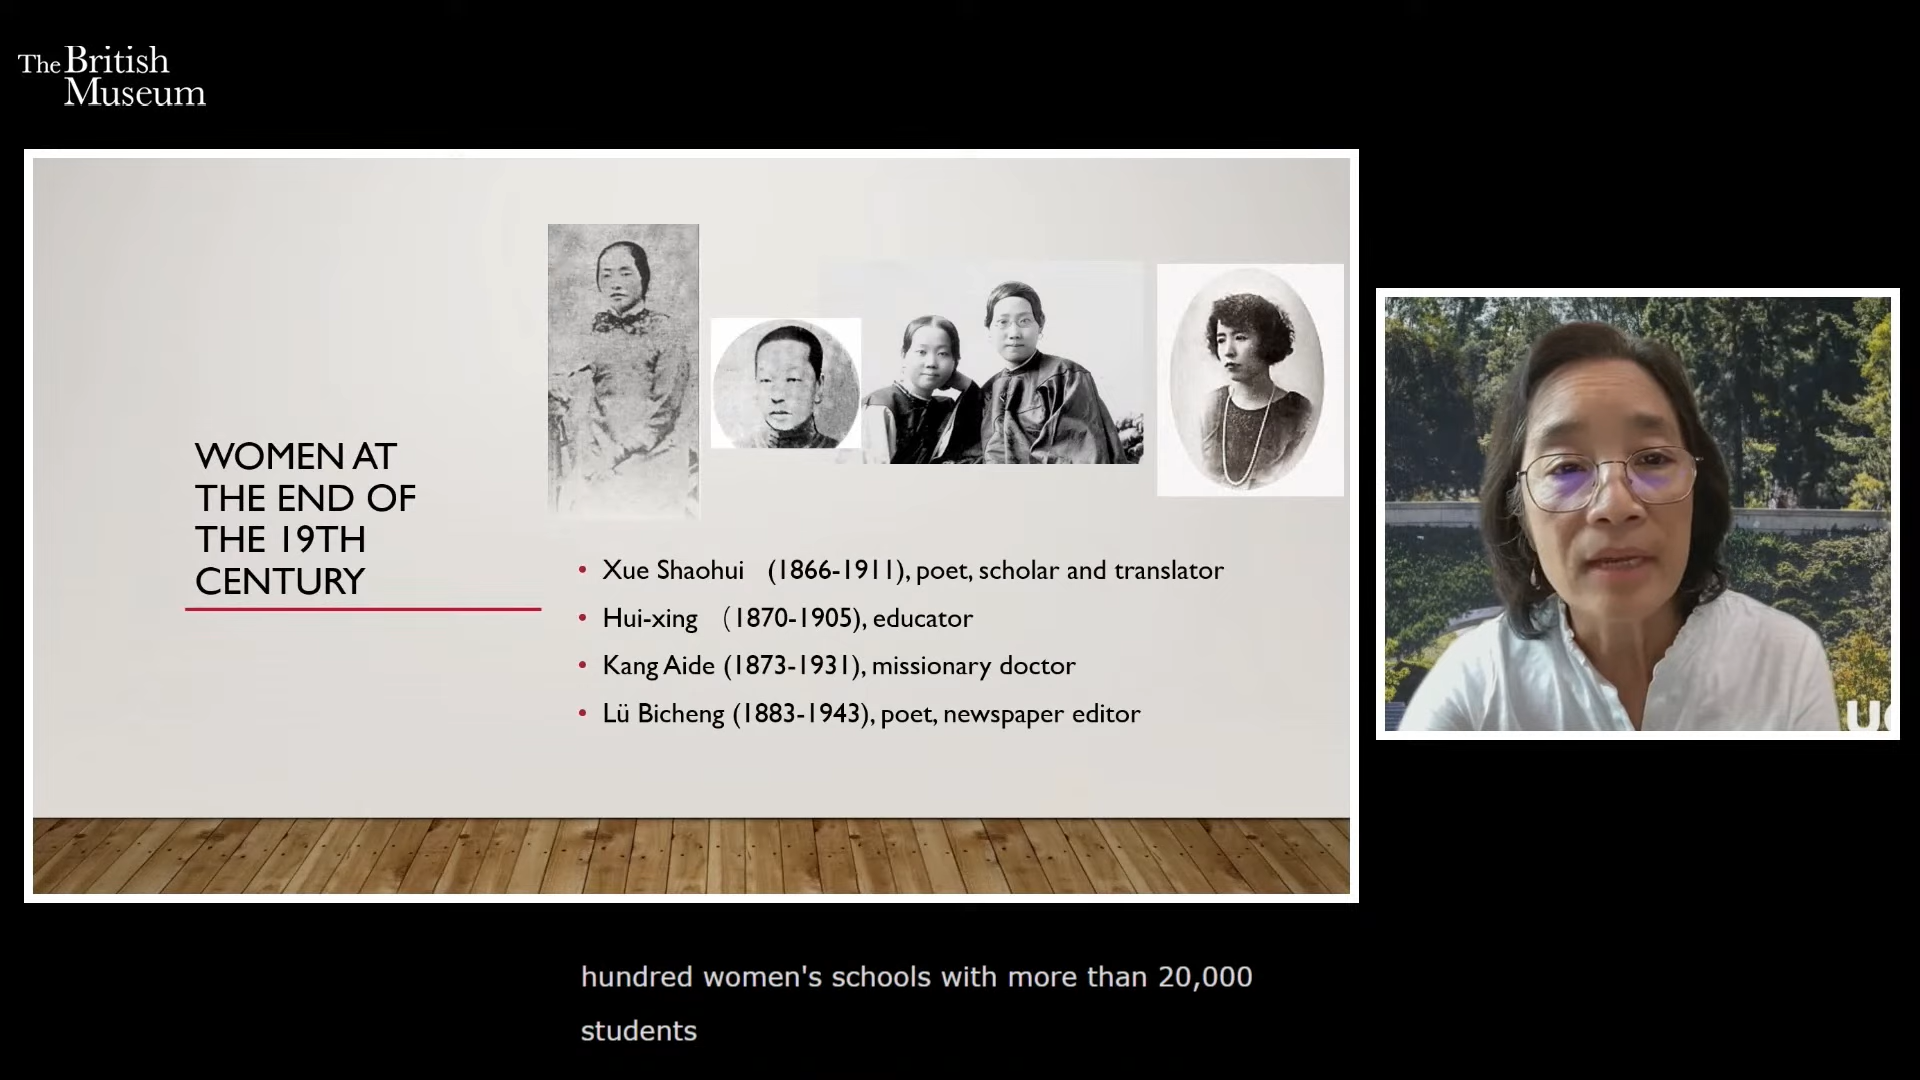 The British
Museum
WOMEN AT
THE END OF
THE 19TH
CENTURY
• Xue Shaohui (1866-1911), poet, scholar and translator
• Hui-xing （1870-1905), educator
• Kang Aide (1873-1931), missionary doctor
• Lü Bicheng (1883-1943), poet, newspaper editor
hundred women's schools with more than 20,000
students